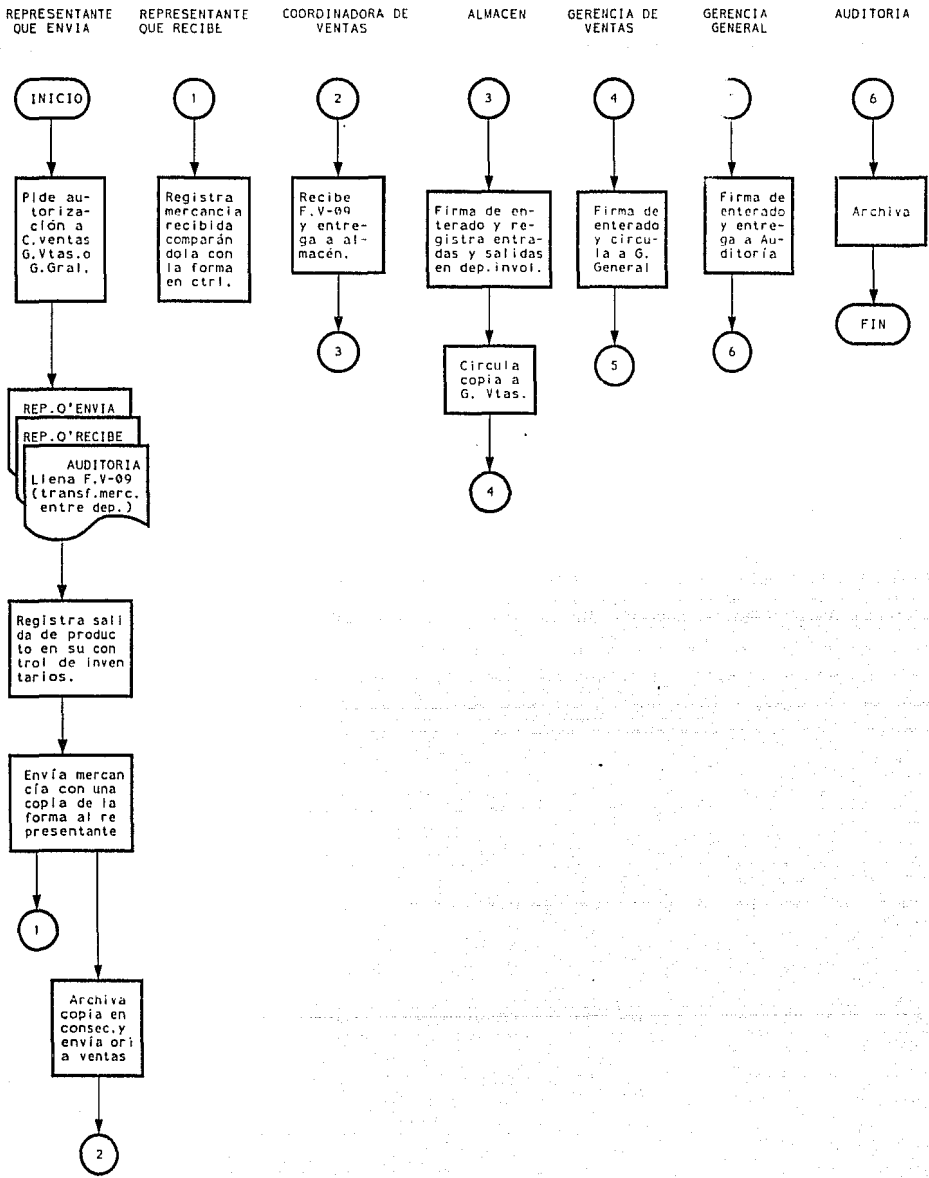 REPRESENTANTE
QUE ENVIA
REPRESENTANTE
QUE RECIBE
COORDINADORA DE
VENTAS
ALMACEN
GERENCIA DE
VENTAS
GERENCIA
GENERAL
AUDITORIA
INICIO
PIde au-
toriza-
ción a
C.ventas
G.Vtas.o
G.Gral.
REP.Q'ENVIA
REP.Q'RECIBE
AUDITORIA
Llena F.V-09
(transf.merc.
entre dep.)
Registra sali
da de produc
to en su con
trol de inven
tarios.
Envía mercan
cía con una
copia de la
forma al re
presentante
1
Archiva
copia en
consec.y
envía ori
a ventas
2
1
Registra
mercancia
recibida
comparán
dola con
la forma
en ctrl.
2
Recibe
F.V-09
y entre-
ga a al-
macén.
3
3
Firma de en-
terado y re-
gistra entra-
das y salidas
en dep.invol.
Circula
copia a
G. Vtas.
4
4
Firma de
enterado
y circu-
la a G.
General
5
Firma de
enterado
y entre-
ga a Au-
ditoría
6
6
Archiva
FIN